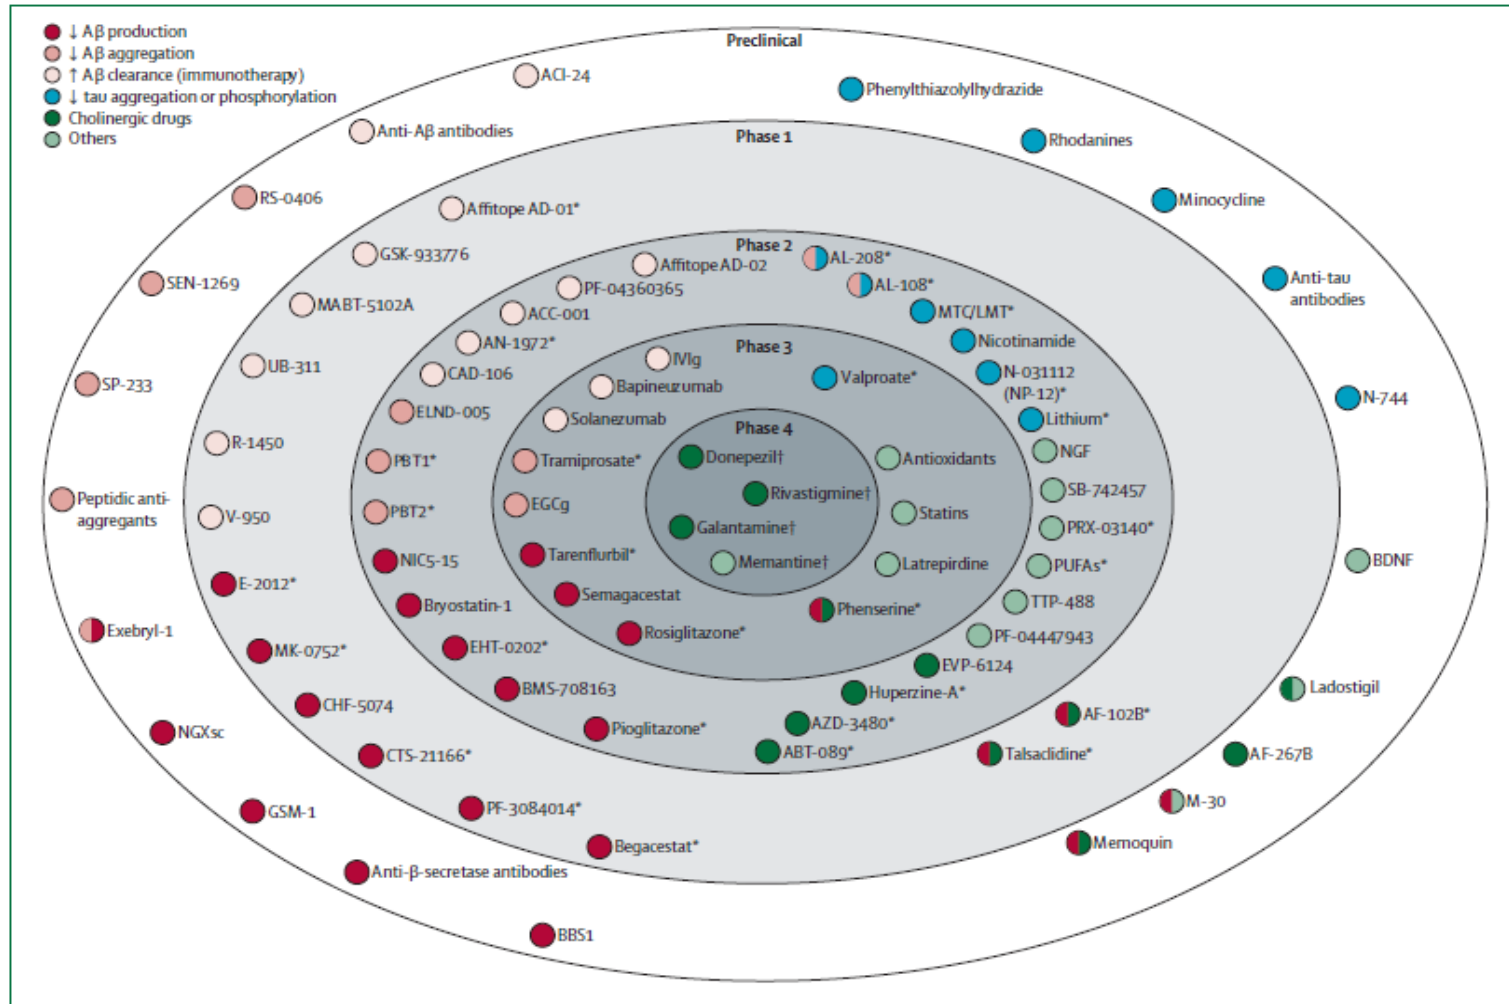 ↓ Aβ production
↓ Aβ aggregation
↑ Aβ clearance (immunotherapy)
↓ tau aggregation or phosphorylation
Cholinergic drugs
Others
Preclinical
ACI-24
Phenylthiazolylhydrazide
Anti-Aβ antibodies
Rhodanines
RS-0406
Minocycline
SEN-1269
Anti-tau
antibodies
SP-233
N-744
Peptidic anti-
aggregants
BDNF
Exebryl-1
Ladostigil
NGXsc
AF-267B
GSM-1
M-30
Memoquin
Anti-β-secretase antibodies
BBS1
Phase 1
Affitope AD-01*
GSK-933776
MABT-5102A
UB-311
R-1450
V-950
E-2012*
MK-0752*
CHF-5074
CTS-21166*
PF-3084014*
Begacestat*
AF-102B*
Talsaclidine*
Phase 2
Affitope AD-02
AL-208*
PF-04360365
AL-108*
ACC-001
MTC/LMT*
AN-1972*
Nicotinamide
CAD-106
N-031112
(NP-12)*
ELND-005
Lithium*
PBT1*
NGF
PBT2*
SB-742457
PRX-03140*
NIC5-15
PUFAs*
Bryostatin-1
TTP-488
EHT-0202*
PF-04447943
BMS-708163
EVP-6124
Pioglitazone*
Huperzine-A*
AZD-3480*
ABT-089*
Phase 3
IVIg
Bapineuzumab
Valproate*
Solanezumab
Tramiprosate*
Antioxidants
EGCg
Statins
Tarenflurbil*
Latrepirdine
Semagacestat
Phenserine*
Rosiglitazone*
Phase 4
Donepezil†
Rivastigmine†
Galantamine†
Memantine†